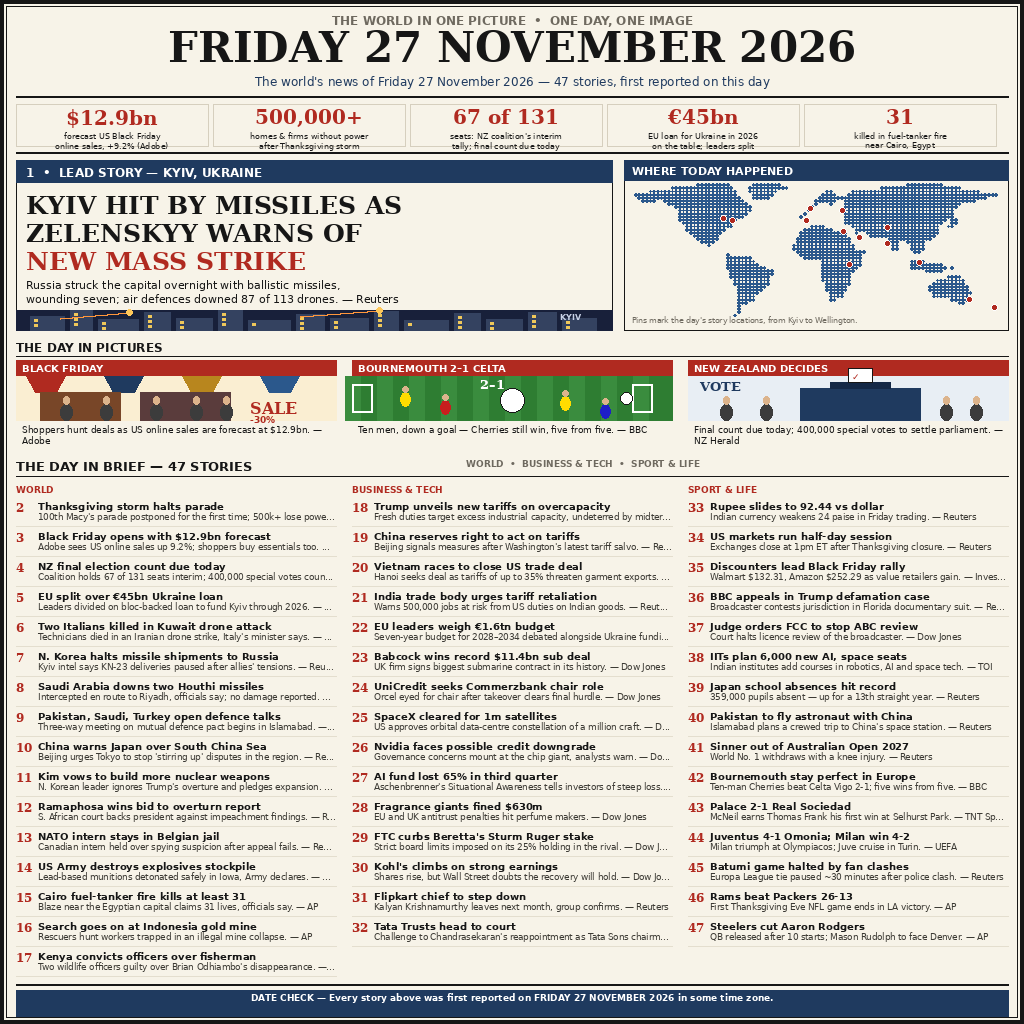 THE WORLD IN ONE PICTURE • ONE DAY, ONE IMAGE
FRIDAY 27 NOVEMBER 2026
The world's news of Friday 27 November 2026 — 47 stories, first reported on this day
$12.9bn
forecast US Black Friday
online sales, +9.2% (Adobe)
500,000+
homes & firms without power
after Thanksgiving storm
67 of 131
seats: NZ coalition's interim
tally; final count due today
€45bn
EU loan for Ukraine in 2026
on the table; leaders split
31
killed in fuel-tanker fire
near Cairo, Egypt
1 • LEAD STORY — KYIV, UKRAINE
KYIV HIT BY MISSILES AS
ZELENSKYY WARNS OF
NEW MASS STRIKE
Russia struck the capital overnight with ballistic missiles,
wounding seven; air defences downed 87 of 113 drones. — Reuters
KYIV
WHERE TODAY HAPPENED
Pins mark the day's story locations, from Kyiv to Wellington.
THE DAY IN PICTURES
BLACK FRIDAY
SALE
-30%
Shoppers hunt deals as US online sales are forecast at $12.9bn. —
Adobe
BOURNEMOUTH 2–1 CELTA
2–1
Ten men, down a goal — Cherries still win, five from five. — BBC
NEW ZEALAND DECIDES
✓
VOTE
Final count due today; 400,000 special votes to settle parliament. —
NZ Herald
THE DAY IN BRIEF — 47 STORIES
WORLD • BUSINESS & TECH • SPORT & LIFE
WORLD
2 Thanksgiving storm halts parade
100th Macy's parade postponed for the first time; 500k+ lose powe...
3 Black Friday opens with $12.9bn forecast
Adobe sees US online sales up 9.2%; shoppers buy essentials too. ...
4 NZ final election count due today
Coalition holds 67 of 131 seats interim; 400,000 special votes coun...
5 EU split over €45bn Ukraine loan
Leaders divided on bloc-backed loan to fund Kyiv through 2026. — ...
6 Two Italians killed in Kuwait drone attack
Technicians died in an Iranian drone strike, Italy's minister says. — ...
7 N. Korea halts missile shipments to Russia
Kyiv intel says KN-23 deliveries paused after allies' tensions. — Reu...
8 Saudi Arabia downs two Houthi missiles
Intercepted en route to Riyadh, officials say; no damage reported. ...
9 Pakistan, Saudi, Turkey open defence talks
Three-way meeting on mutual defence pact begins in Islamabad. —...
10 China warns Japan over South China Sea
Beijing urges Tokyo to stop 'stirring up' disputes in the region. — Re...
11 Kim vows to build more nuclear weapons
N. Korean leader ignores Trump's overture and pledges expansion. ...
12 Ramaphosa wins bid to overturn report
S. African court backs president against impeachment findings. — R...
13 NATO intern stays in Belgian jail
Canadian intern held over spying suspicion after appeal fails. — Re...
14 US Army destroys explosives stockpile
Lead-based munitions detonated safely in Iowa, Army declares. — ...
15 Cairo fuel-tanker fire kills at least 31
Blaze near the Egyptian capital claims 31 lives, officials say. — AP
16 Search goes on at Indonesia gold mine
Rescuers hunt workers trapped in an illegal mine collapse. — AP
17 Kenya convicts officers over fisherman
Two wildlife officers guilty over Brian Odhiambo's disappearance. —...
BUSINESS & TECH
18 Trump unveils new tariffs on overcapacity
Fresh duties target excess industrial capacity, undeterred by midter...
19 China reserves right to act on tariffs
Beijing signals measures after Washington's latest tariff salvo. — Re...
20 Vietnam races to close US trade deal
Hanoi seeks deal as tariffs of up to 35% threaten garment exports. ...
21 India trade body urges tariff retaliation
Warns 500,000 jobs at risk from US duties on Indian goods. — Reut...
22 EU leaders weigh €1.6tn budget
Seven-year budget for 2028–2034 debated alongside Ukraine fundi...
23 Babcock wins record $11.4bn sub deal
UK firm signs biggest submarine contract in its history. — Dow Jones
24 UniCredit seeks Commerzbank chair role
Orcel eyed for chair after takeover clears final hurdle. — Dow Jones
25 SpaceX cleared for 1m satellites
US approves orbital data-centre constellation of a million craft. — D...
26 Nvidia faces possible credit downgrade
Governance concerns mount at the chip giant, analysts warn. — Do...
27 AI fund lost 65% in third quarter
Aschenbrenner's Situational Awareness tells investors of steep loss....
28 Fragrance giants fined $630m
EU and UK antitrust penalties hit perfume makers. — Dow Jones
29 FTC curbs Beretta's Sturm Ruger stake
Strict board limits imposed on its 25% holding in the rival. — Dow J...
30 Kohl's climbs on strong earnings
Shares rise, but Wall Street doubts the recovery will hold. — Dow Jo...
31 Flipkart chief to step down
Kalyan Krishnamurthy leaves next month, group confirms. — Reuters
32 Tata Trusts head to court
Challenge to Chandrasekaran's reappointment as Tata Sons chairm...
SPORT & LIFE
33 Rupee slides to 92.44 vs dollar
Indian currency weakens 24 paise in Friday trading. — Reuters
34 US markets run half-day session
Exchanges close at 1pm ET after Thanksgiving closure. — Reuters
35 Discounters lead Black Friday rally
Walmart $132.31, Amazon $252.29 as value retailers gain. — Inves...
36 BBC appeals in Trump defamation case
Broadcaster contests jurisdiction in Florida documentary suit. — Re...
37 Judge orders FCC to stop ABC review
Court halts licence review of the broadcaster. — Dow Jones
38 IITs plan 6,000 new AI, space seats
Indian institutes add courses in robotics, AI and space tech. — TOI
39 Japan school absences hit record
359,000 pupils absent — up for a 13th straight year. — Reuters
40 Pakistan to fly astronaut with China
Islamabad plans a crewed trip to China's space station. — Reuters
41 Sinner out of Australian Open 2027
World No. 1 withdraws with a knee injury. — Reuters
42 Bournemouth stay perfect in Europe
Ten-man Cherries beat Celta Vigo 2-1; five wins from five. — BBC
43 Palace 2-1 Real Sociedad
McNeil earns Thomas Frank his first win at Selhurst Park. — TNT Sp...
44 Juventus 4-1 Omonia; Milan win 4-2
Milan triumph at Olympiacos; Juve cruise in Turin. — UEFA
45 Batumi game halted by fan clashes
Europa League tie paused ~30 minutes after police clash. — Reuters
46 Rams beat Packers 26-13
First Thanksgiving Eve NFL game ends in LA victory. — AP
47 Steelers cut Aaron Rodgers
QB released after 10 starts; Mason Rudolph to face Denver. — AP
DATE CHECK — Every story above was first reported on FRIDAY 27 NOVEMBER 2026 in some time zone.